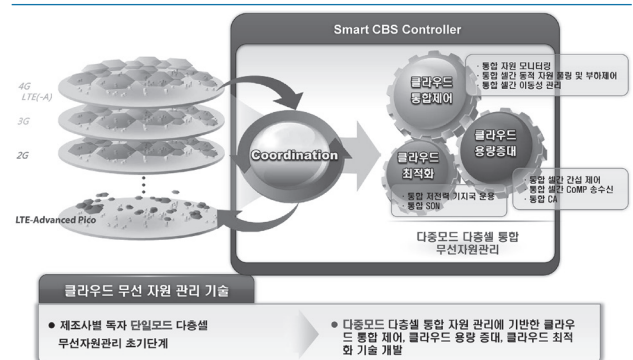 Smart CBS Controller
4G
LTE(-A)
3G
2G
LTE-Advanced Pico
Coordination
클라우드
통합제어
· 통합 자원 모니터링
· 통합 셀간 동적 자원 풀링 및 부하제어
· 통합 셀간 이동성 관리
클라우드
용량증대
· 통합 셀간 간섭 제어
· 통합 셀간 CoMP 송수신
· 통합 CA
클라우드
최적화
· 통합 저전력 기지국 운용
· 통합 SON
다중모드 다층셀 통합
무선자원관리
클라우드 무선 자원 관리 기술
● 제조사별 독자 단일모드 다층셀
무선자원관리 초기단계
● 다중모드 다층셀 통합 자원 관리에 기반한 클라우
드 통합 제어, 클라우드 용량 증대, 클라우드 최적
화 기술 개발